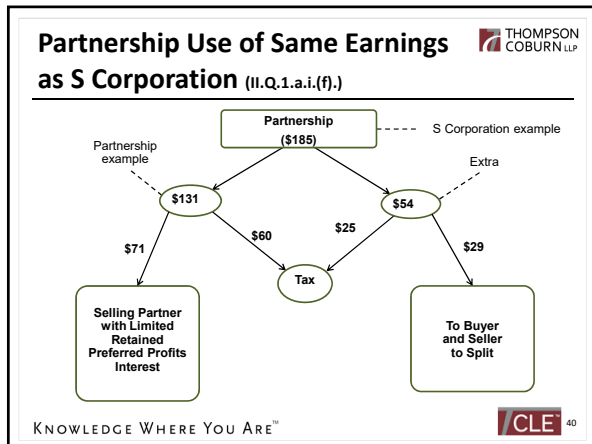 Partnership Use of Same Earnings
as S Corporation (II.Q.1.a.i.(f).)
THOMPSON
COBURN LLP
Partnership
($185)
S Corporation example
Partnership
example
Extra
$131
$54
$71
$60
$25
$29
Tax
Selling Partner
with Limited
Retained
Preferred Profits
Interest
To Buyer
and Seller
to Split
KNOWLEDGE WHERE YOU ARE™
CLE™
40